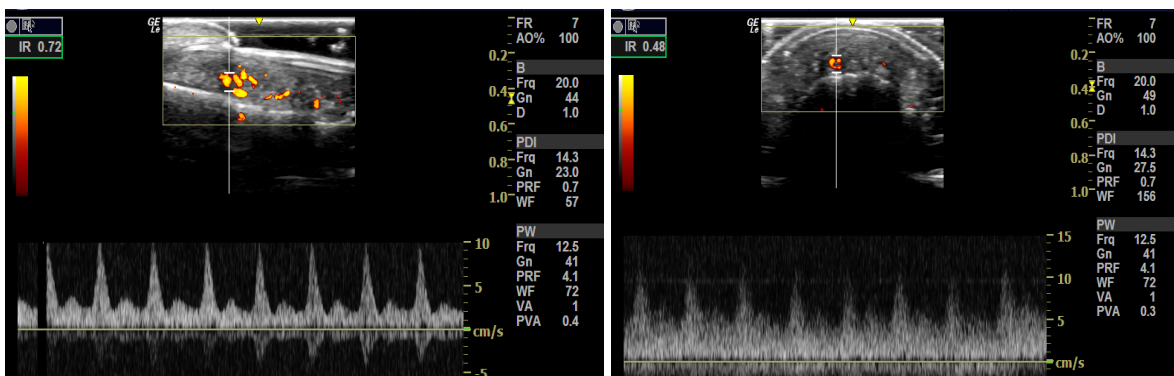 GE
Le
IR 0.72
FR 7
AO% 100
B
Frq 20.0
Gn 44
D 1.0
PDI
Frq 14.3
Gn 23.0
PRF 0.7
WF 57
PW
Frq 12.5
Gn 41
PRF 4.1
WF 72
VA 1
PVA 0.4
0.2
0.4
0.6
0.8
1.0
10
5
cm/s
-5
GE
Le
IR 0.48
FR 7
AO% 100
B
Frq 20.0
Gn 49
D 1.0
PDI
Frq 14.3
Gn 27.5
PRF 0.7
WF 156
PW
Frq 12.5
Gn 41
PRF 4.1
WF 72
VA 1
PVA 0.3
0.2
0.4
0.6
0.8
1.0
15
10
5
cm/s